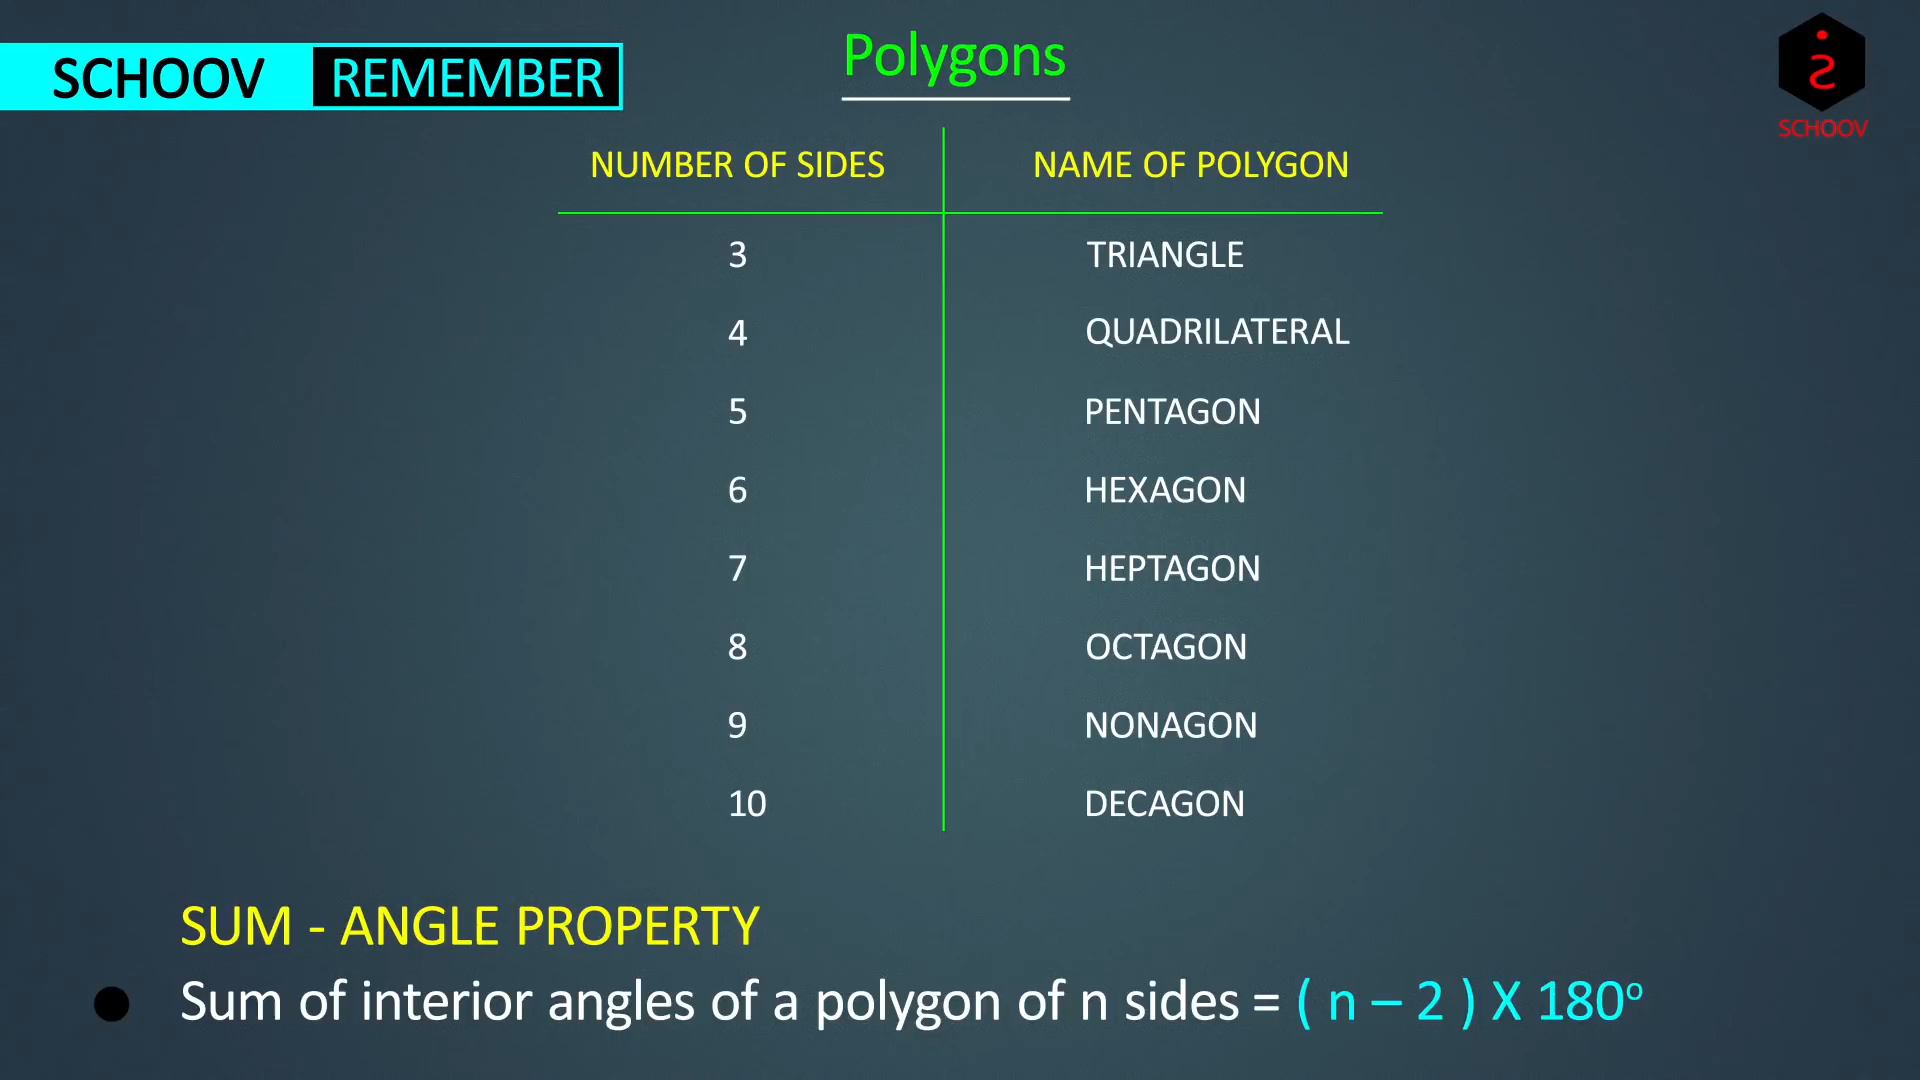 Polygons
SCHOOV REMEMBER
SCHOOV
NUMBER OF SIDES NAME OF POLYGON
3 TRIANGLE
4 QUADRILATERAL
5 PENTAGON
6 HEXAGON
7 HEPTAGON
8 OCTAGON
9 NONAGON
10 DECAGON
SUM - ANGLE PROPERTY
Sum of interior angles of a polygon of n sides = ( n – 2 ) X 180°